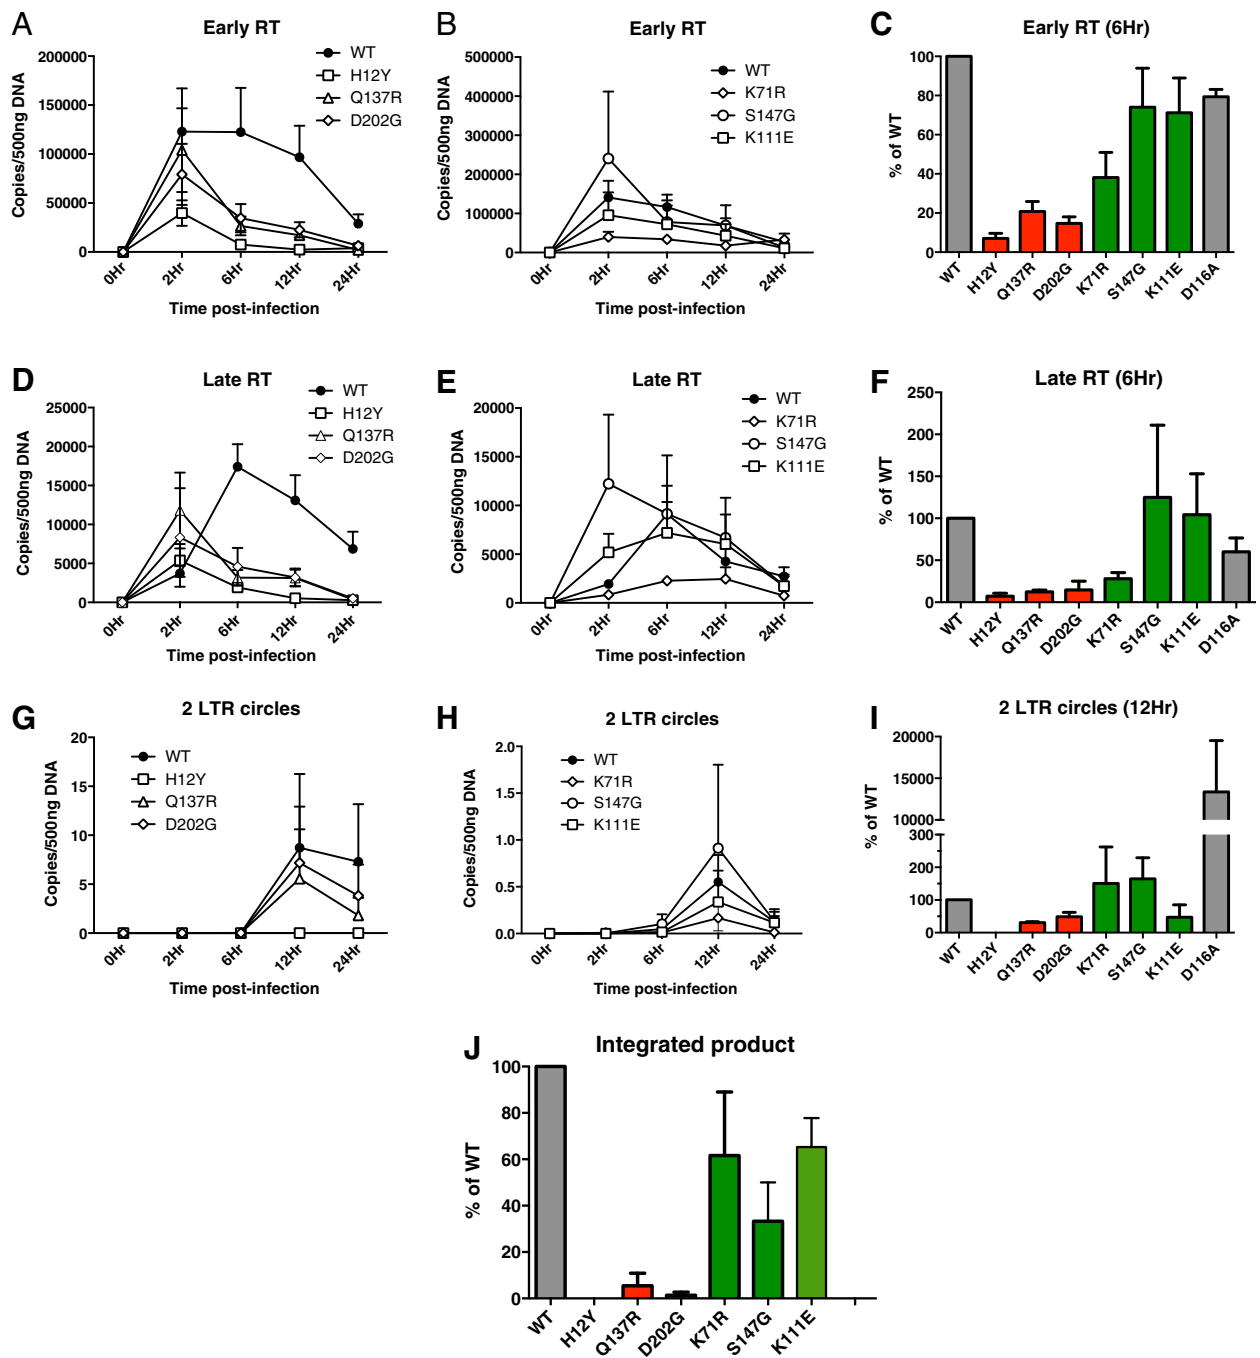 A
Early RT
Copies/500ng DNA
200000
150000
100000
50000
0
WT
H12Y
Q137R
D202G
0Hr
2Hr
6Hr
12Hr
24Hr
Time post-infection
B
Early RT
Copies/500ng DNA
500000
400000
300000
200000
100000
0
WT
K71R
S147G
K111E
0Hr
2Hr
6Hr
12Hr
24Hr
Time post-infection
C
Early RT (6Hr)
% of WT
100
80
60
40
20
0
WT
H12Y
Q137R
D202G
K71R
S147G
K111E
D116A
D
Late RT
Copies/500ng DNA
25000
20000
15000
10000
5000
0
WT
H12Y
Q137R
D202G
0Hr
2Hr
6Hr
12Hr
24Hr
Time post-infection
E
Late RT
Copies/500ng DNA
20000
15000
10000
5000
0
WT
K71R
S147G
K111E
0Hr
2Hr
6Hr
12Hr
24Hr
Time post-infection
F
Late RT (6Hr)
% of WT
250
200
150
100
50
0
WT
H12Y
Q137R
D202G
K71R
S147G
K111E
D116A
G
2 LTR circles
Copies/500ng DNA
20
15
10
5
0
WT
H12Y
Q137R
D202G
0Hr
2Hr
6Hr
12Hr
24Hr
Time post-infection
H
2 LTR circles
Copies/500ng DNA
2.0
1.5
1.0
0.5
0.0
WT
K71R
S147G
K111E
0Hr
2Hr
6Hr
12Hr
24Hr
Time post-infection
I
2 LTR circles (12Hr)
% of WT
20000
15000
10000
300
200
100
0
WT
H12Y
Q137R
D202G
K71R
S147G
K111E
D116A
J
Integrated product
% of WT
100
80
60
40
20
0
WT
H12Y
Q137R
D202G
K71R
S147G
K111E